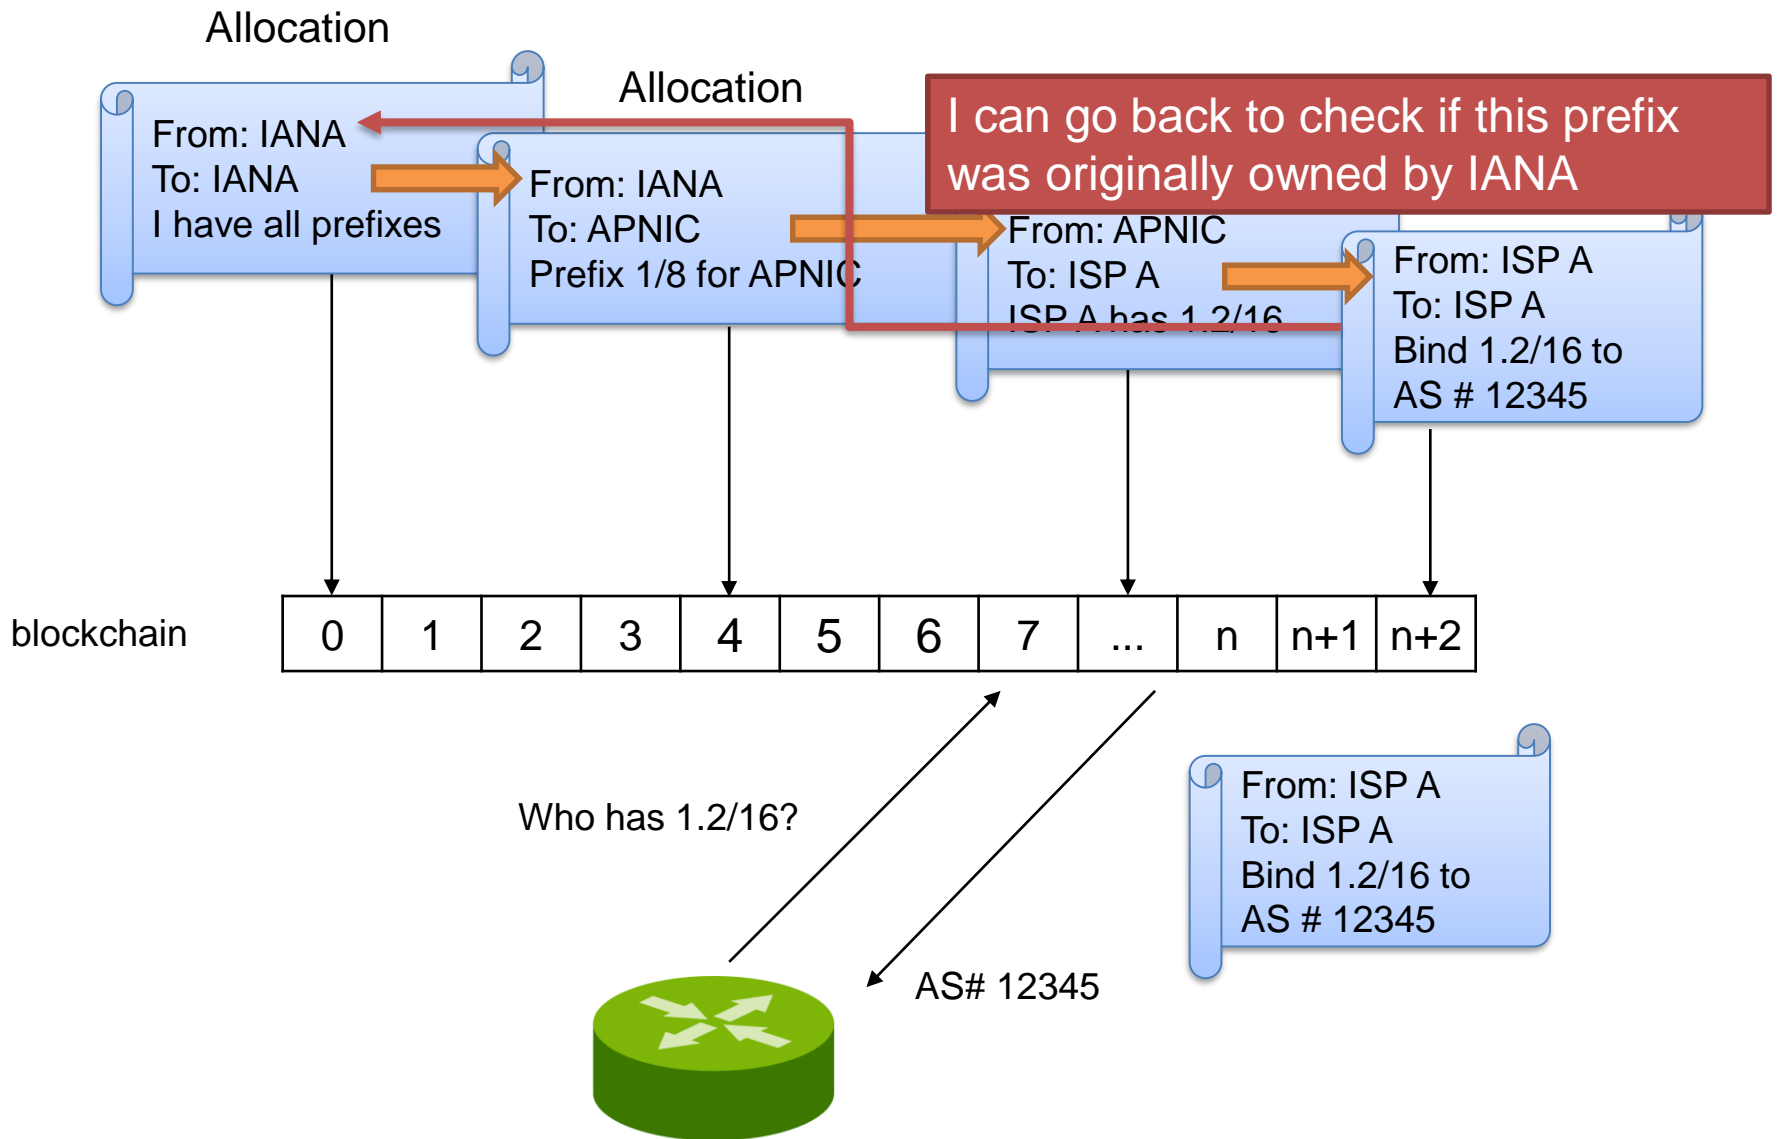 Allocation
From: IANA
To: IANA
I have all prefixes
Allocation
From: IANA
To: APNIC
Prefix 1/8 for APNIC
I can go back to check if this prefix
was originally owned by IANA
From: APNIC
To: ISP A
ISP A has 1.2/16
From: ISP A
To: ISP A
Bind 1.2/16 to
AS # 12345
blockchain
0 1 2 3 4 5 6 7 ... n n+1 n+2
Who has 1.2/16?
AS# 12345
From: ISP A
To: ISP A
Bind 1.2/16 to
AS # 12345